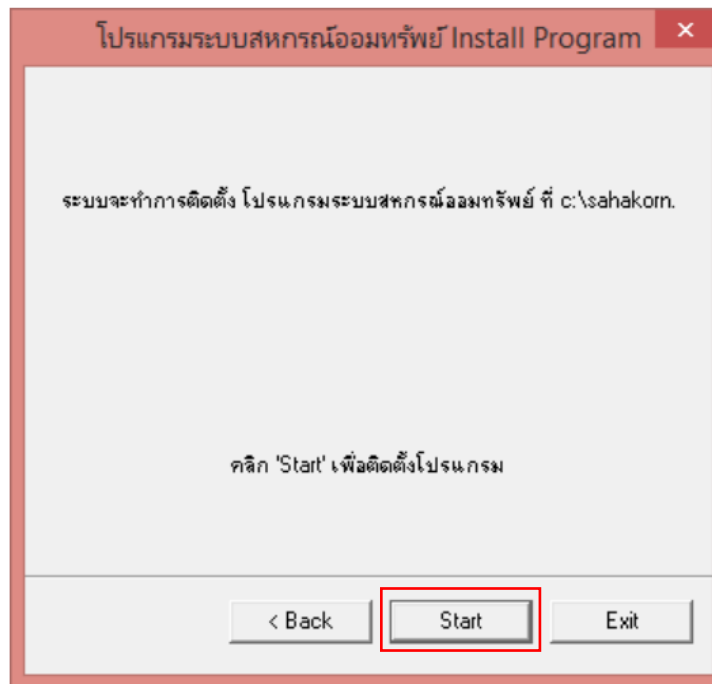 โปรแกรมระบบสหกรณ์ออมทรัพย์ Install Program
ระบบจะทำการติดตั้ง โปรแกรมระบบสหกรณ์ออมทรัพย์ ที่ c:\sahakorn.
คลิก 'Start' เพื่อติดตั้งโปรแกรม
< Back Start Exit